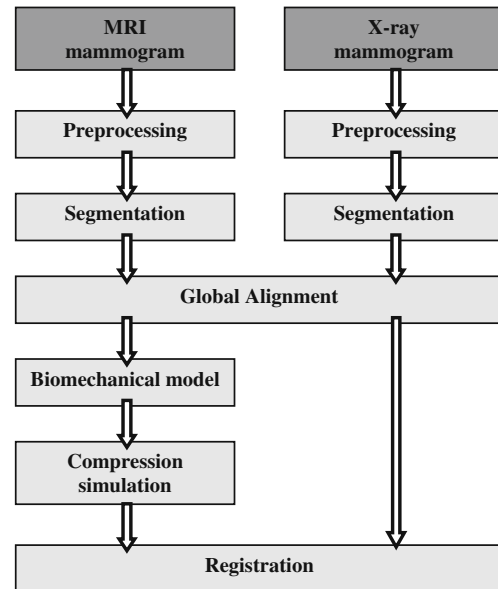 MRI
mammogram
X-ray
mammogram
Preprocessing
Preprocessing
Segmentation
Segmentation
Global Alignment
Biomechanical model
Compression
simulation
Registration